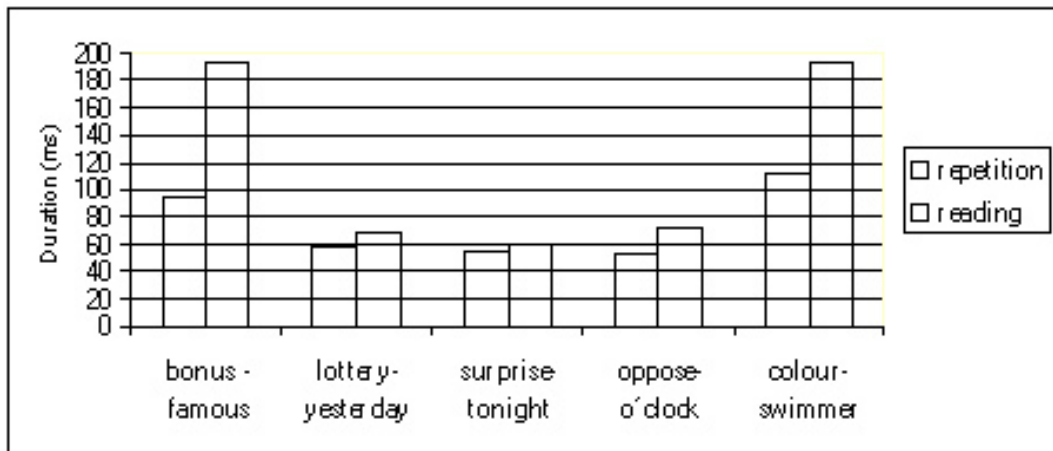 200
180
160
140
120
100
80
60
40
20
0
Duration (ms)
bonus -
famous
lottery-
yesterday
surprise-
tonight
oppose-
o´clock
colour-
swimmer
repetition
reading